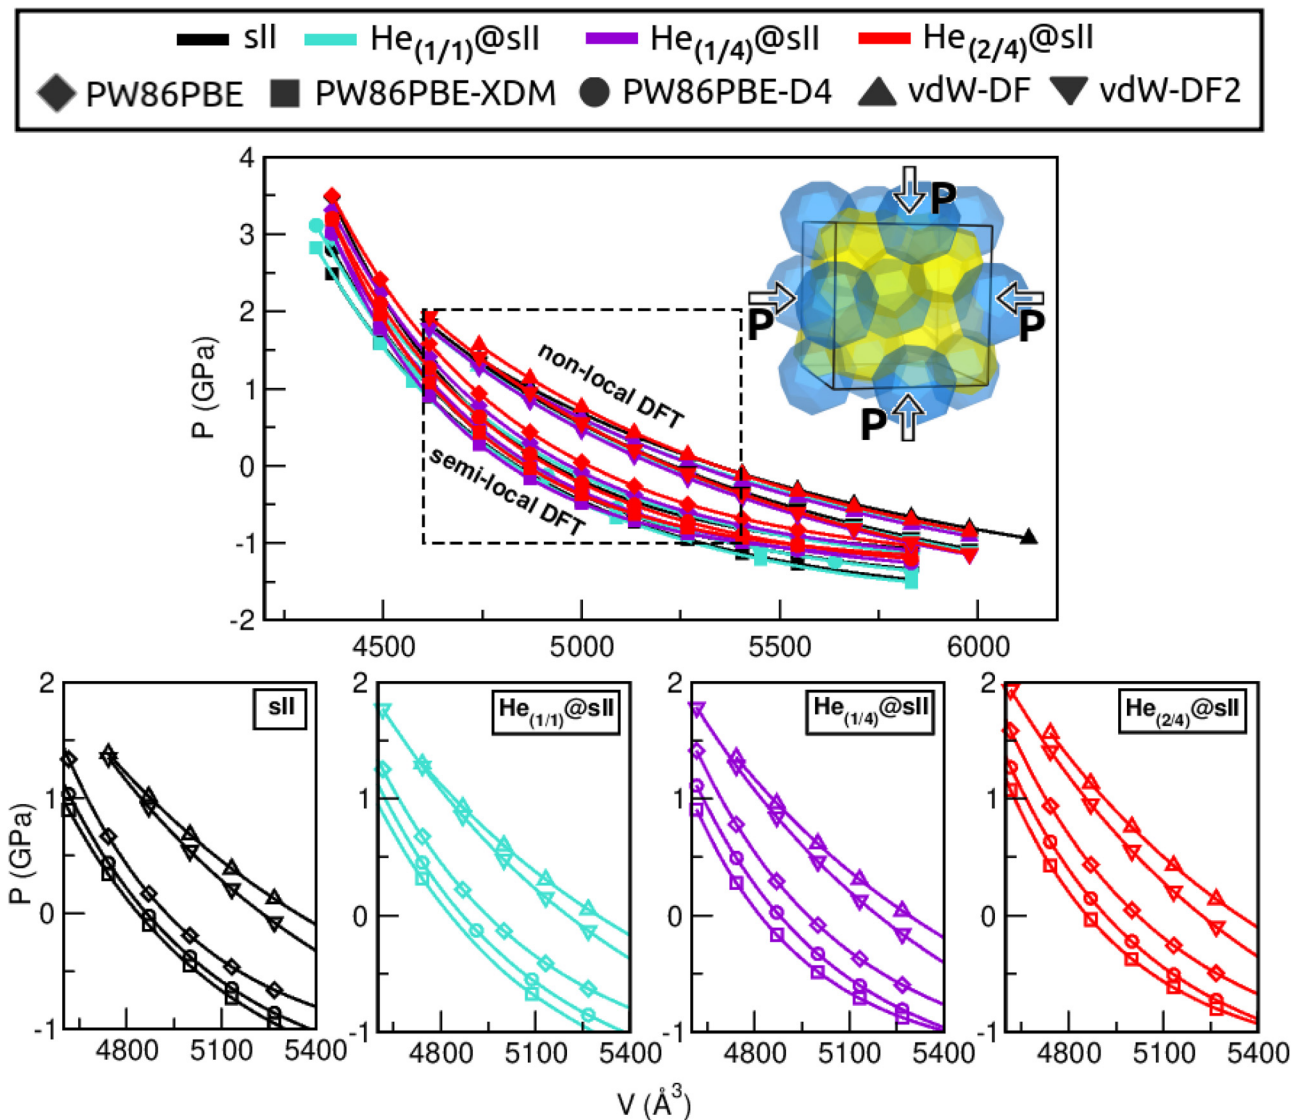 sII He(1/1)@sII He(1/4)@sII He(2/4)@sII
PW86PBE PW86PBE-XDM PW86PBE-D4 vdW-DF vdW-DF2
4
3
2
1
0
-1
-2
P (GPa)
4500 5000 5500 6000
non-local DFT
semi-local DFT
P
P
P
P
sII
2
1
0
-1
P (GPa)
4800 5100 5400
He(1/1)@sII
2
1
0
-1
4800 5100 5400
He(1/4)@sII
2
1
0
-1
4800 5100 5400
He(2/4)@sII
2
1
0
-1
4800 5100 5400
V (Å³)